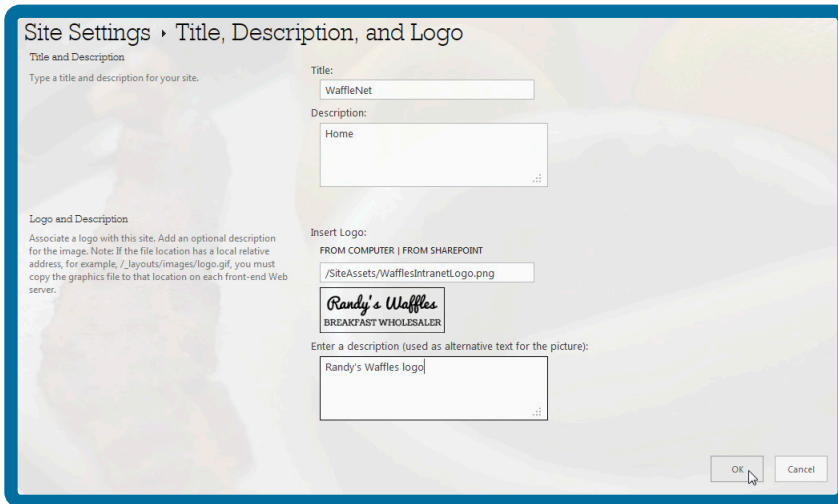 Site Settings ▸ Title, Description, and Logo
Title and Description
Type a title and description for your site.
Title:
WaffleNet
Description:
Home
Logo and Description
Associate a logo with this site. Add an optional description
for the image. Note: If the file location has a local relative
address, for example, /_layouts/images/logo.gif, you must
copy the graphics file to that location on each front-end Web
server.
Insert Logo:
FROM COMPUTER | FROM SHAREPOINT
/SiteAssets/WafflesIntranetLogo.png
Randy's Waffles
BREAKFAST WHOLESALER
Enter a description (used as alternative text for the picture):
Randy's Waffles logo
OK
Cancel